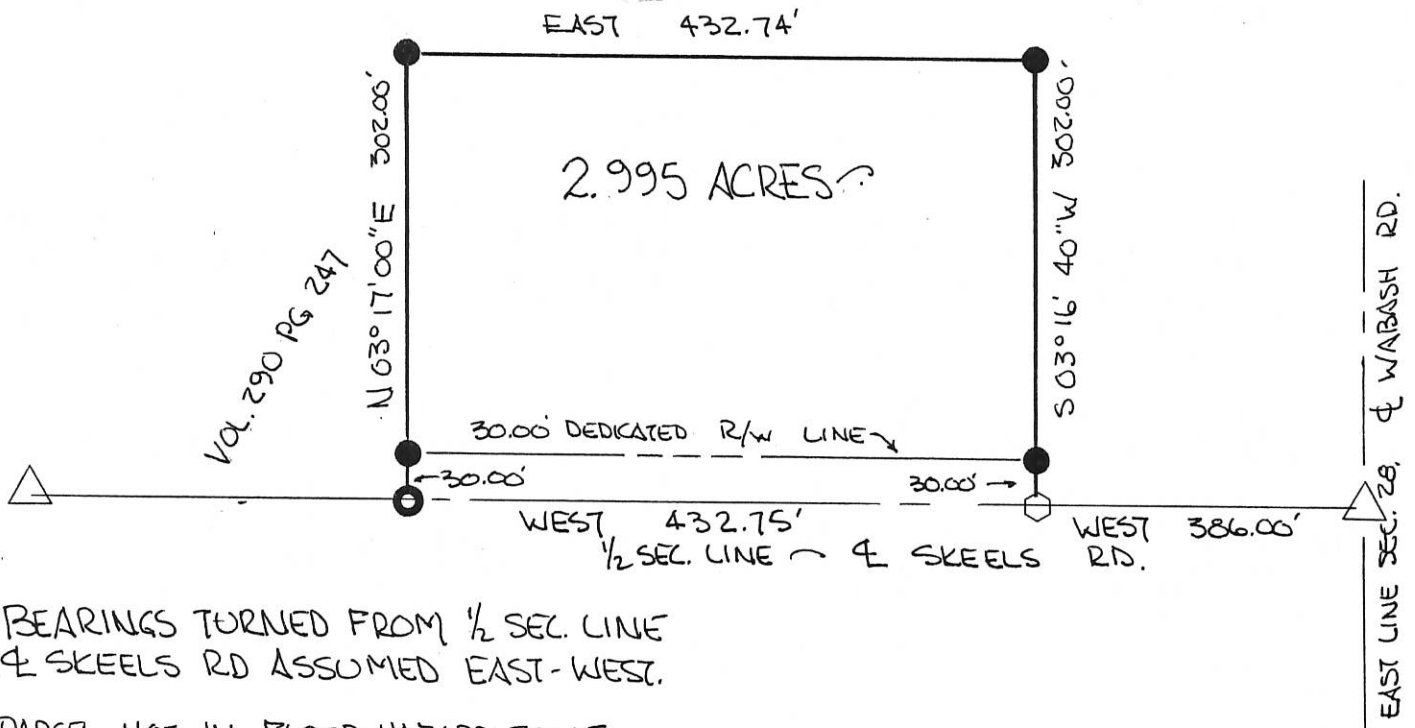 EAST 432.74'
N 03° 17' 00" E 302.00'
S 03° 16' 40" W 302.00'
2.995 ACRES
VOL. 290 PG 247
30.00' DEDICATED R/W LINE
30.00'
30.00'
WEST 432.75'
WEST 386.00'
1/2 SEC. LINE ~ ℄ SKEELS RD.
EAST LINE SEC. 28, ℄ WABASH RD.
BEARINGS TURNED FROM 1/2 SEC. LINE
℄ SKEELS RD ASSUMED EAST-WEST.